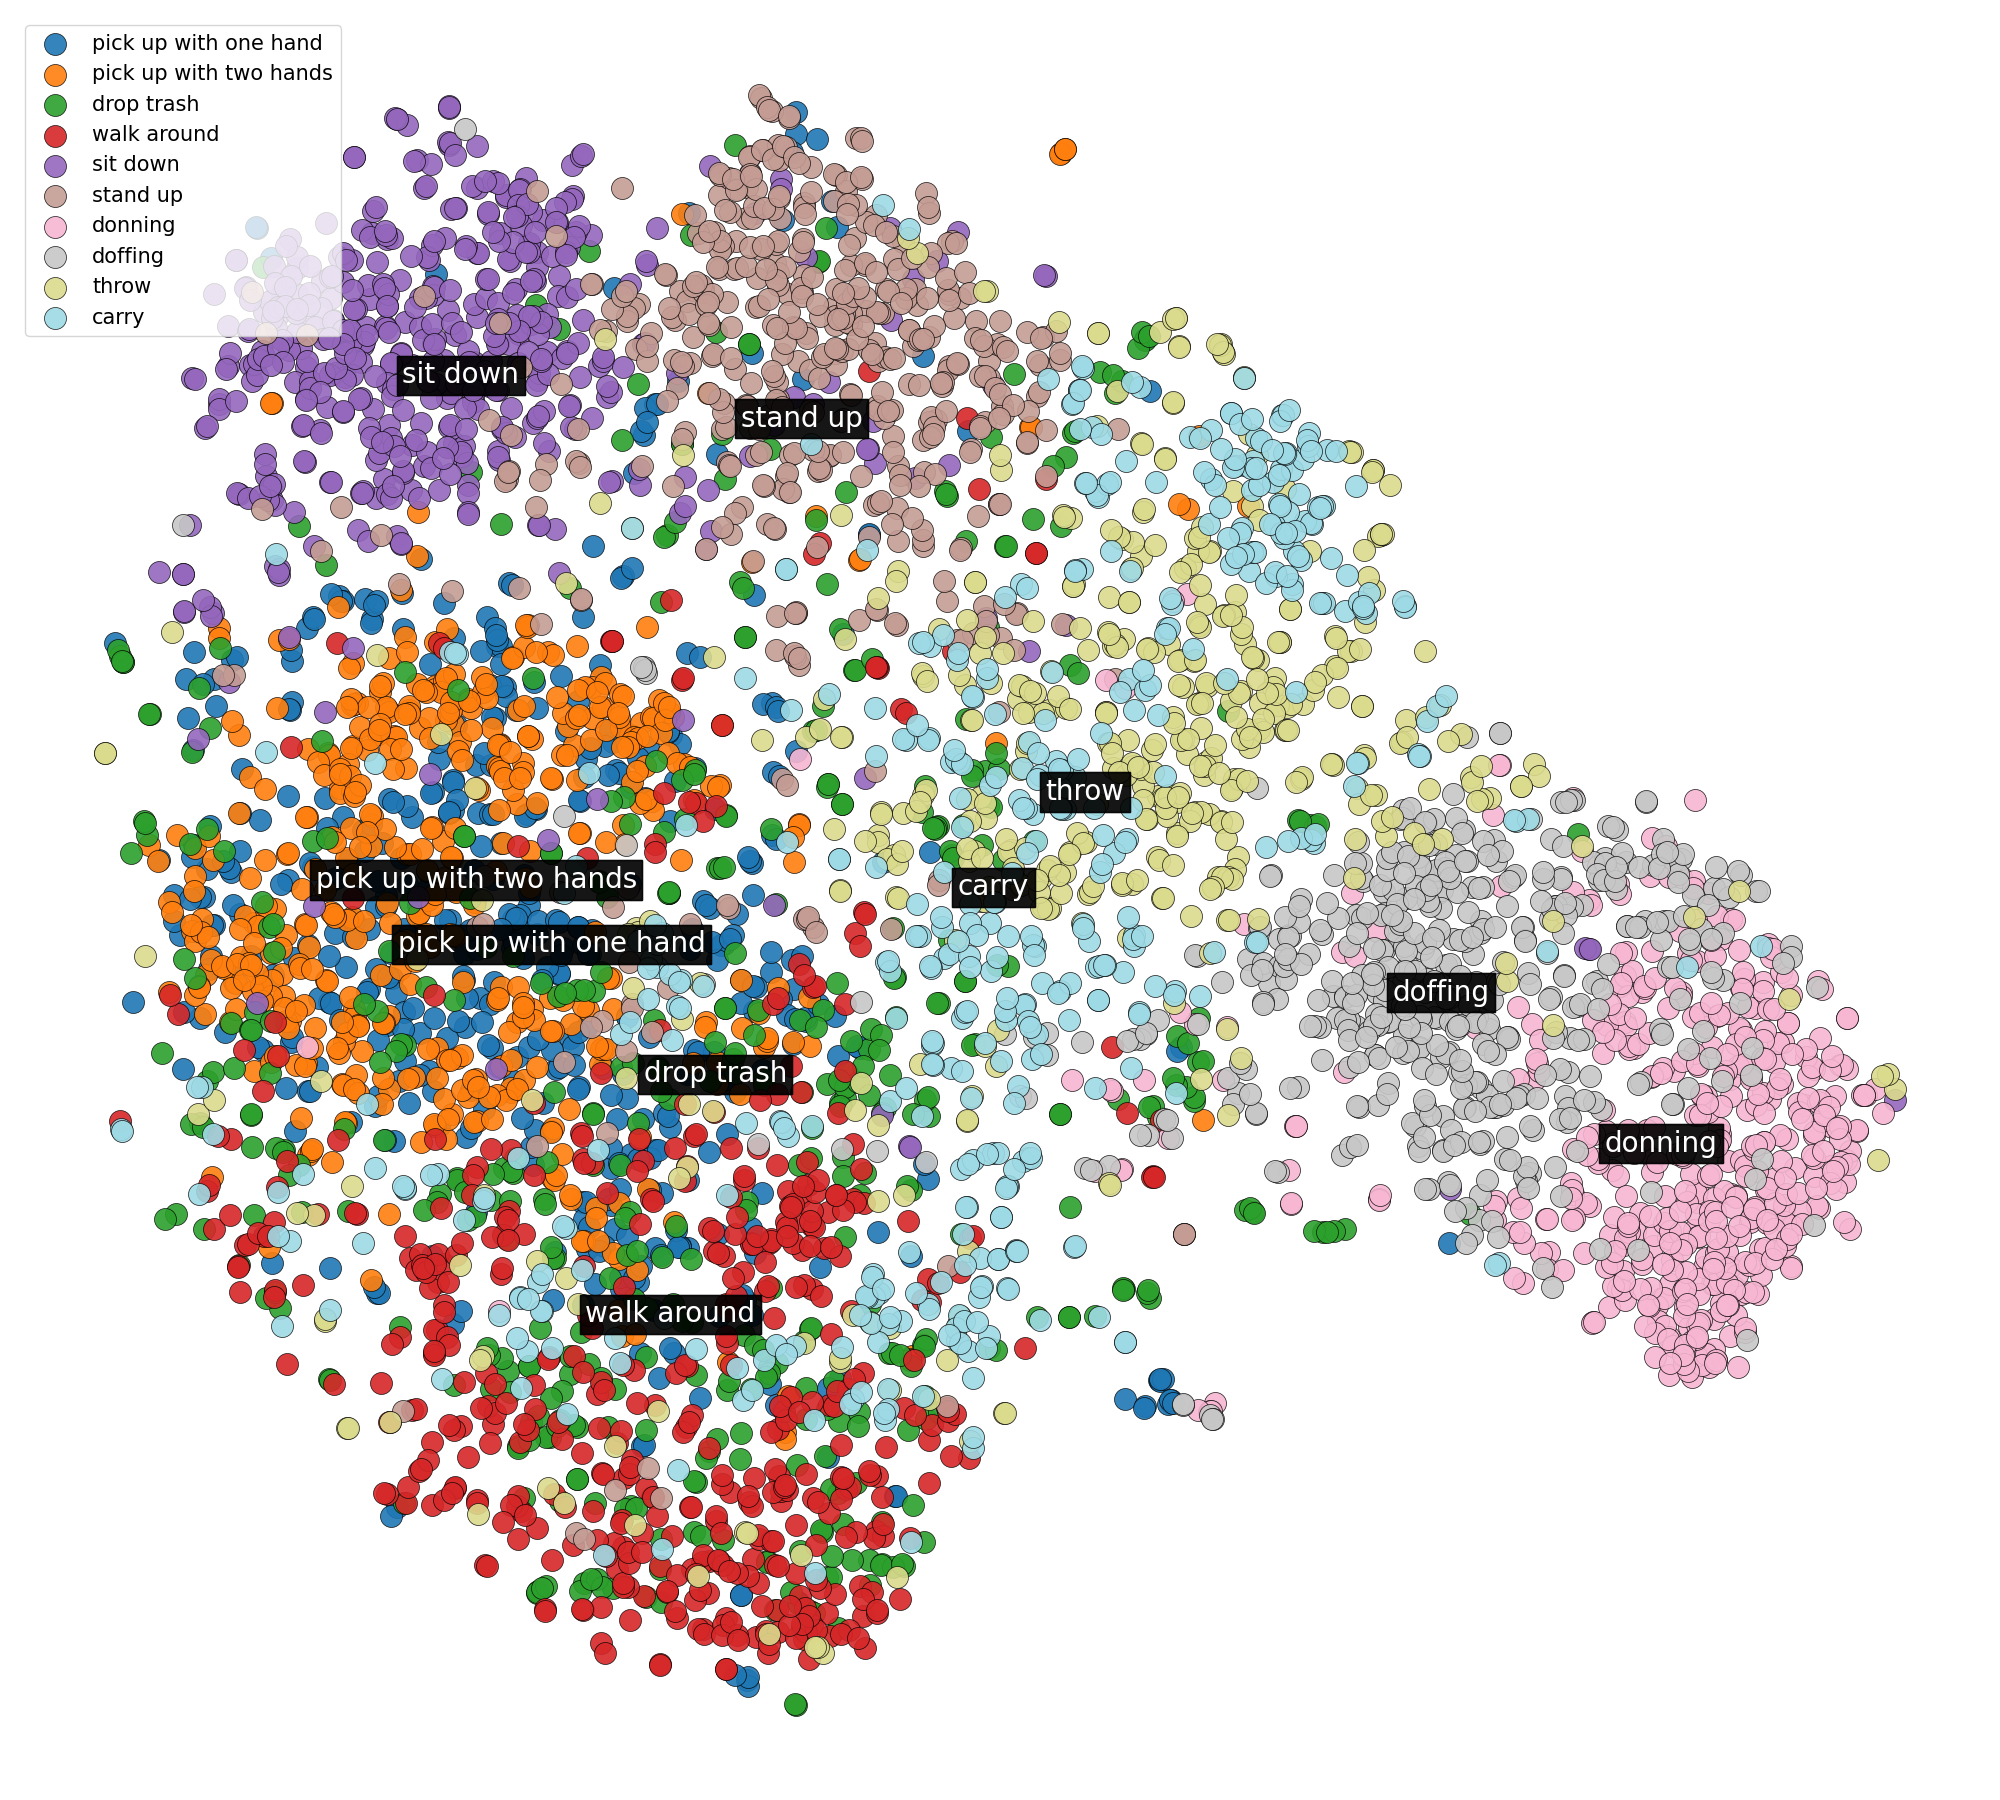 pick up with one hand
pick up with two hands
drop trash
walk around
sit down
stand up
donning
doffing
throw
carry
sit down
stand up
throw
pick up with two hands
carry
pick up with one hand
doffing
drop trash
donning
walk around